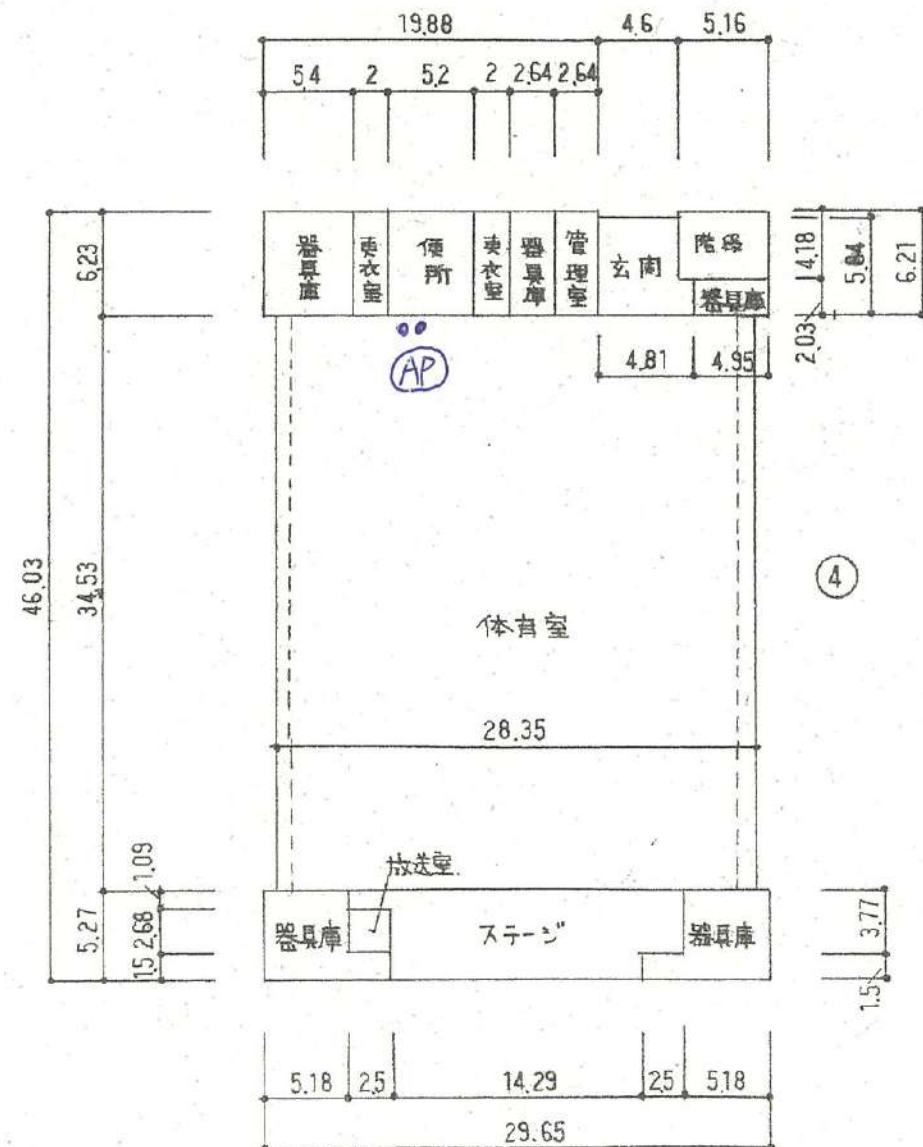 19.88 4.6 5.16
5.4 2 5.2 2 2.64 2.64
器具庫 更衣室 便所 更衣室 器具庫 管理室 玄関 階段
器具庫
6.23
4.18
5.84
6.21
2.03
AP
4.81 4.95
46.03
34.53
④
体育室
28.35
1.09
放送室
5.27
1.5 2.68
器具庫 ステージ 器具庫
3.77
1.5
5.18 2.5 14.29 2.5 5.18
29.65